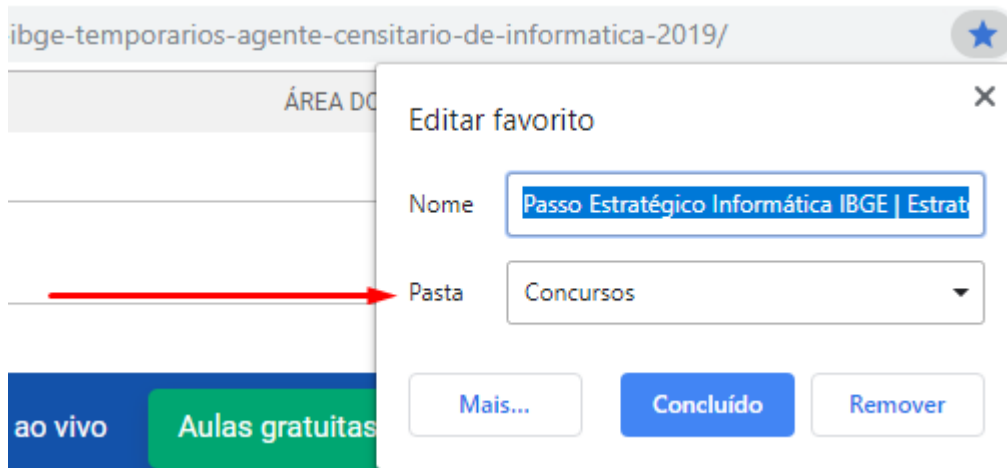 ibge-temporarios-agente-censitario-de-informatica-2019/
ÁREA DO
Editar favorito
Nome
Passo Estratégico Informática IBGE | Estraté
Pasta
Concursos
Mais...
Concluído
Remover
ao vivo
Aulas gratuitas